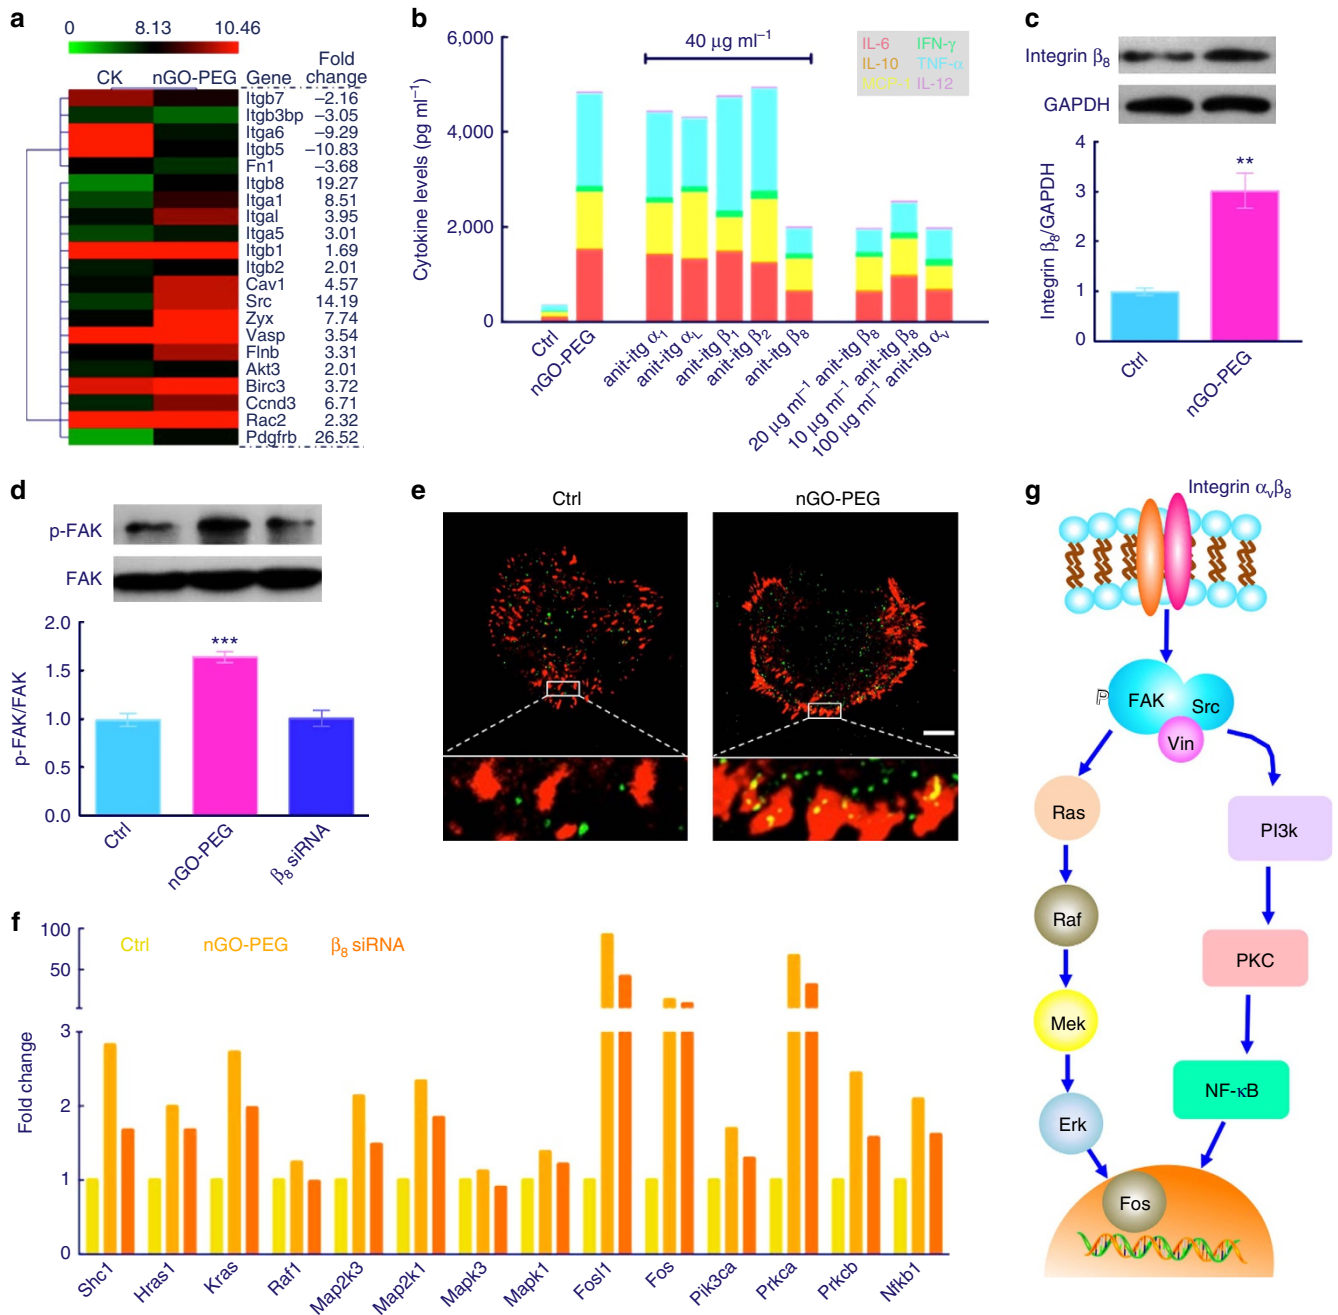 a
0 8.13 10.46
CK nGO-PEG Gene Fold change
Itgb7 –2.16
Itgb3bp –3.05
Itga6 –9.29
Itgb5 –10.83
Fn1 –3.68
Itgb8 19.27
Itga1 8.51
Itgal 3.95
Itga5 3.01
Itgb1 1.69
Itgb2 2.01
Cav1 4.57
Src 14.19
Zyx 7.74
Vasp 3.54
Flnb 3.31
Akt3 2.01
Birc3 3.72
Ccnd3 6.71
Rac2 2.32
Pdgfrb 26.52
b
Cytokine levels (pg ml⁻¹)
6,000
4,000
2,000
0
40 μg ml⁻¹
IL-6 IFN-γ
IL-10 TNF-α
MCP-1 IL-12
Ctrl
nGO-PEG
anit-itg α₁
anit-itg α_L
anit-itg β₁
anit-itg β₂
anit-itg β₈
20 μg ml⁻¹ anit-itg β₈
10 μg ml⁻¹ anit-itg β₈
100 μg ml⁻¹ anit-itg αᵥ
c
Integrin β₈
GAPDH
Integrin β₈/GAPDH
4
3
2
1
0
**
Ctrl
nGO-PEG
d
p-FAK
FAK
p-FAK/FAK
2.0
1.5
1.0
0.5
0.0
***
Ctrl
nGO-PEG
β₈ siRNA
e
Ctrl nGO-PEG
f
Ctrl nGO-PEG β₈ siRNA
Fold change
100
50
3
2
1
0
Shc1
Hras1
Kras
Raf1
Map2k3
Map2k1
Mapk3
Mapk1
Fosl1
Fos
Pik3ca
Prkca
Prkcb
Nfkb1
g
Integrin αᵥβ₈
P
FAK
Src
Vin
Ras
Raf
Mek
Erk
PI3k
PKC
NF-κB
Fos